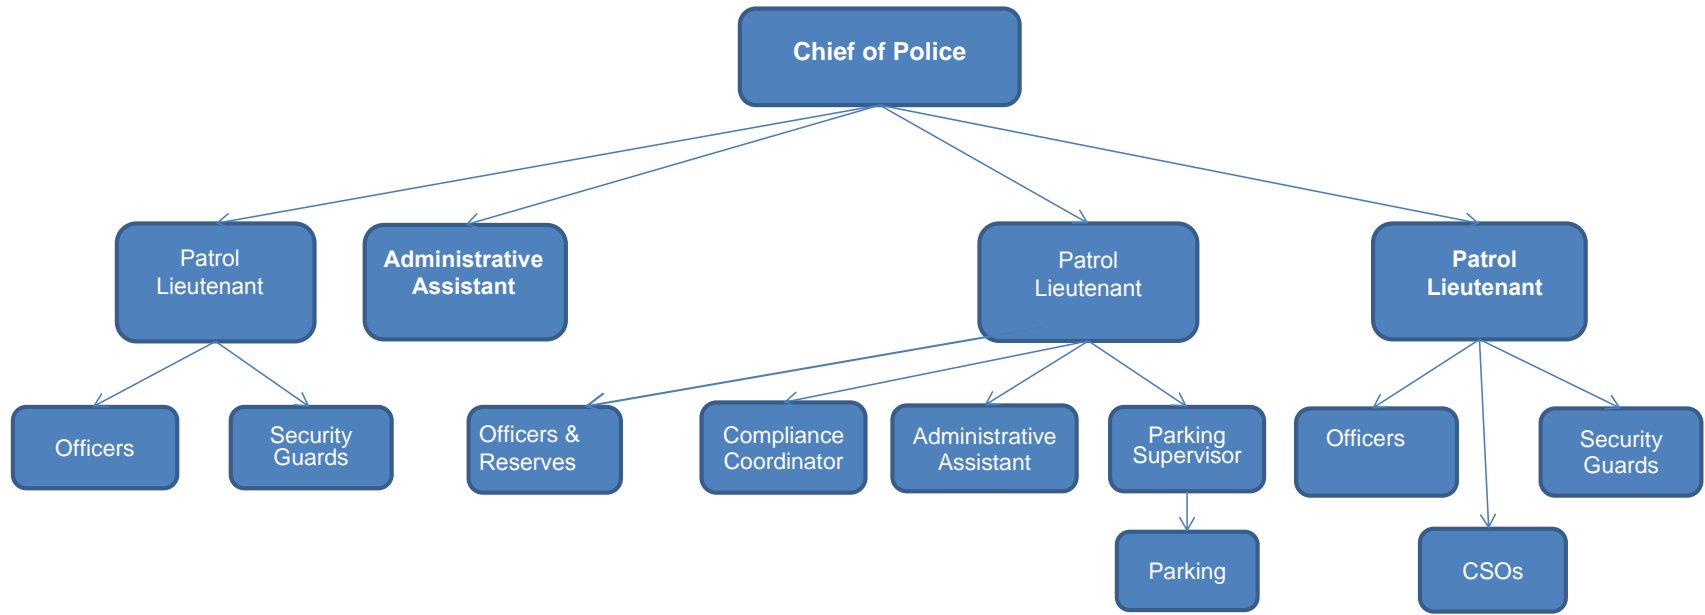 Chief of Police
Patrol
Lieutenant
Administrative
Assistant
Patrol
Lieutenant
Patrol
Lieutenant
Officers
Security
Guards
Officers &
Reserves
Compliance
Coordinator
Administrative
Assistant
Parking
Supervisor
Officers
Security
Guards
Parking
CSOs